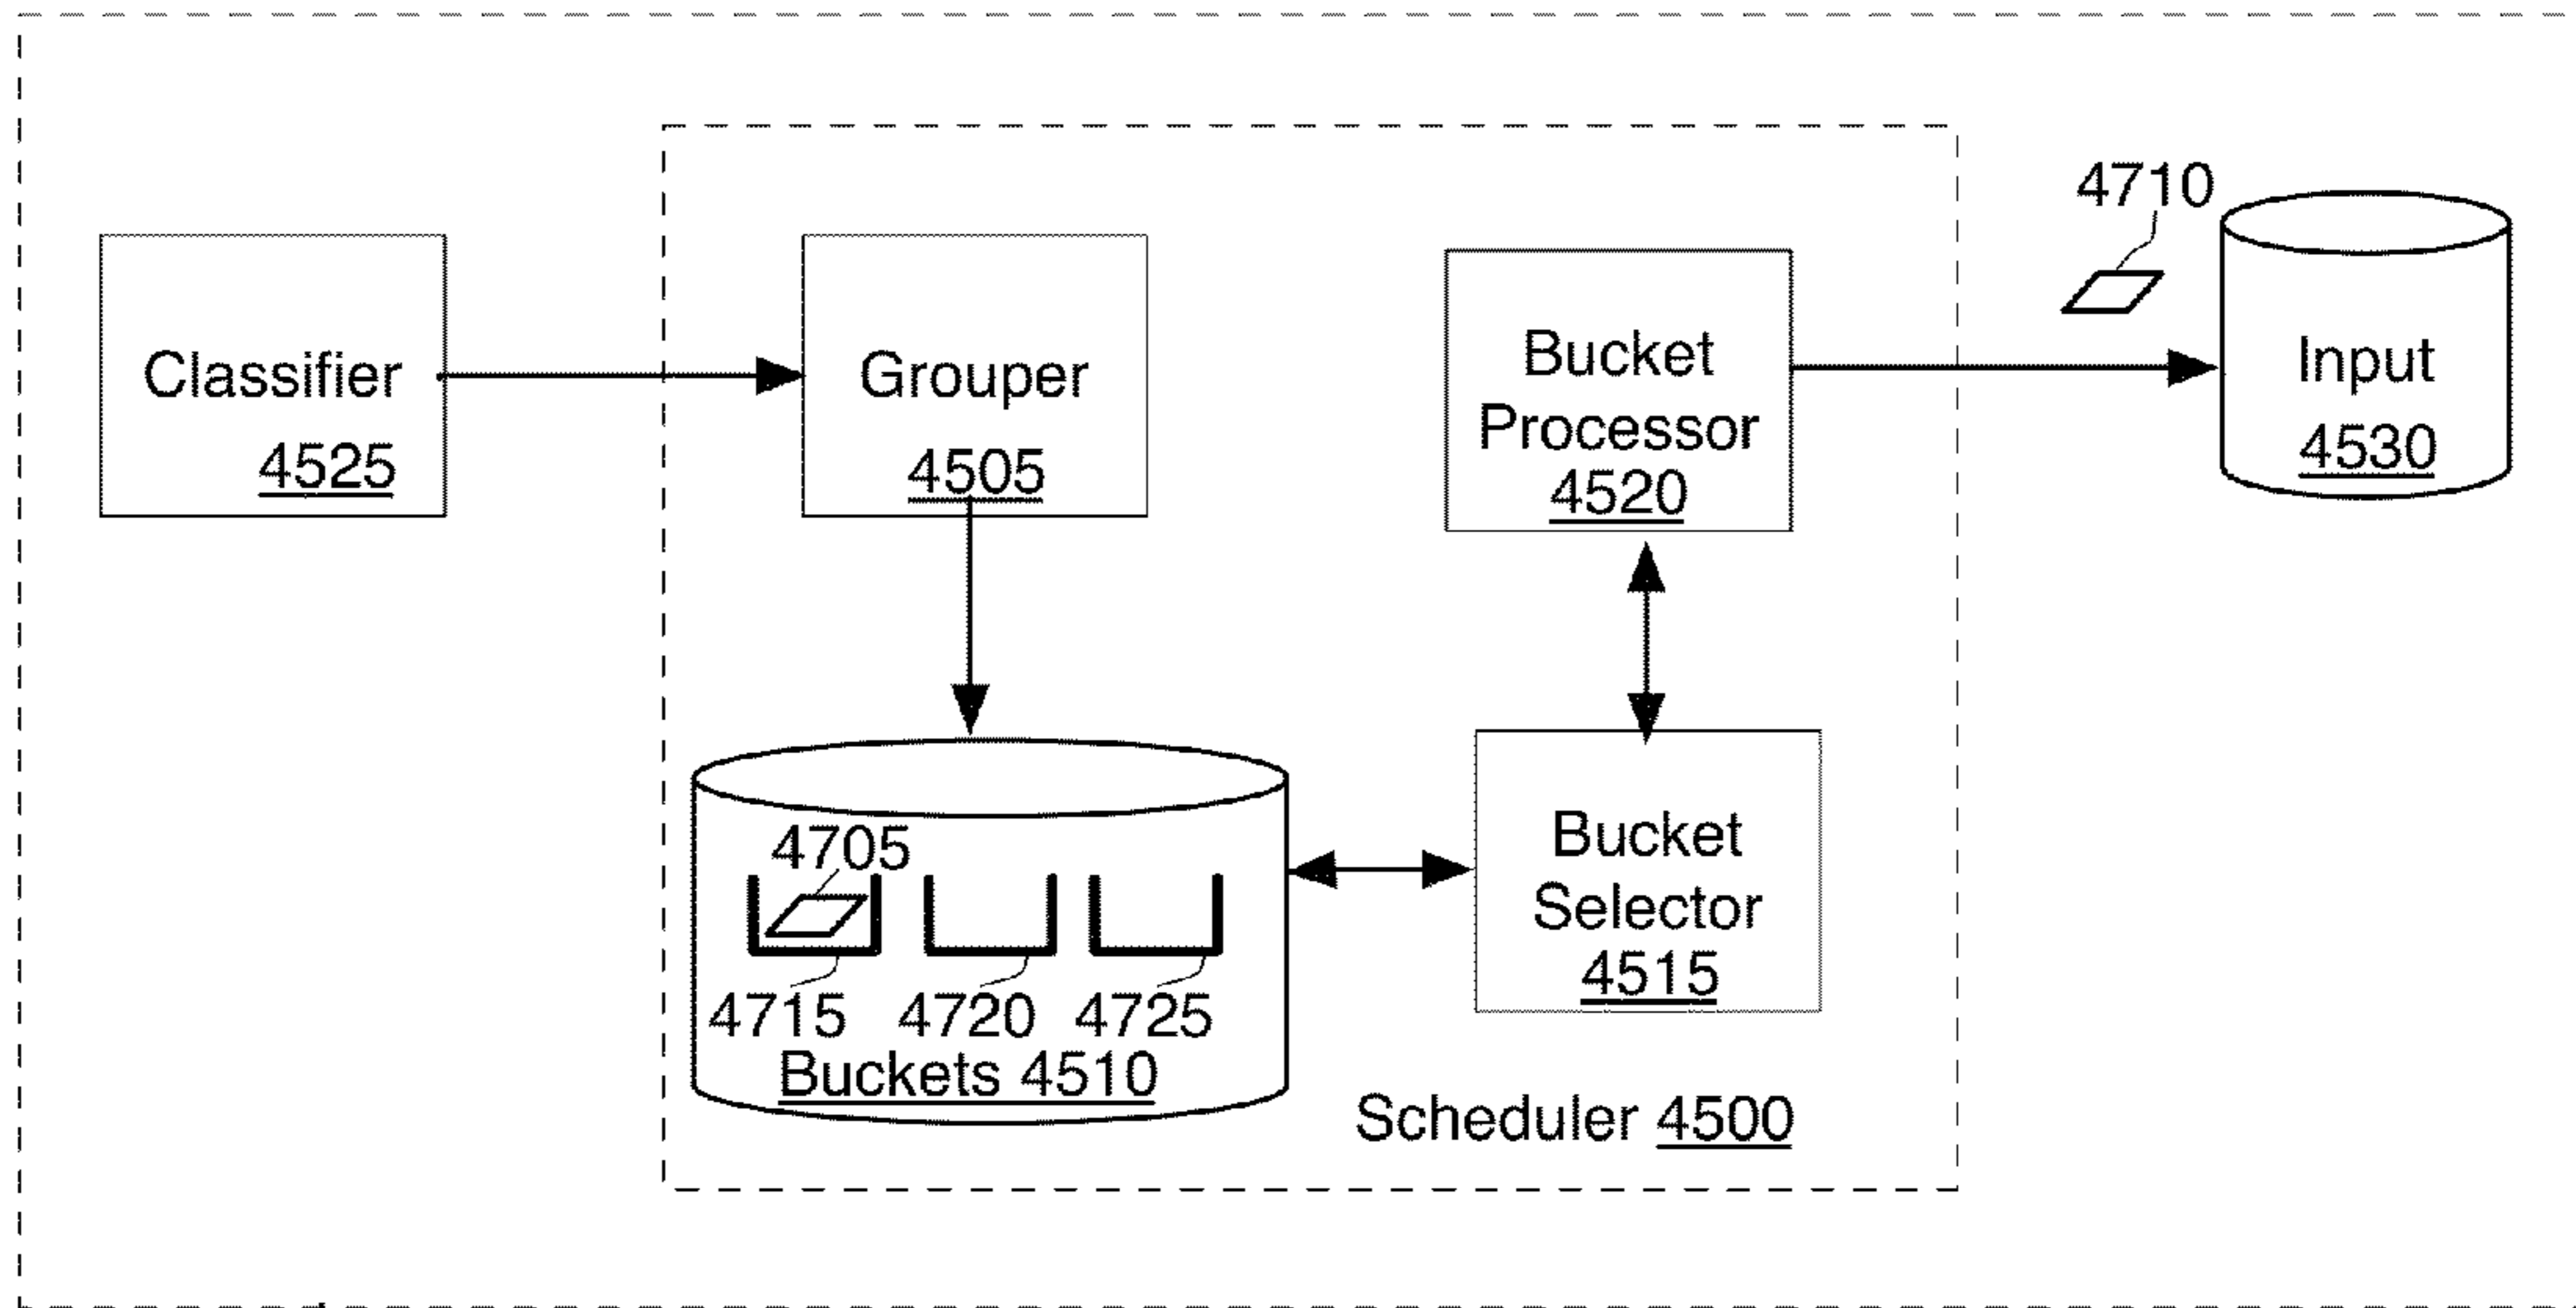 4710
Classifier
4525
Grouper
4505
Bucket
Processor
4520
Input
4530
4705
4715 4720 4725
Buckets 4510
Bucket
Selector
4515
Scheduler 4500